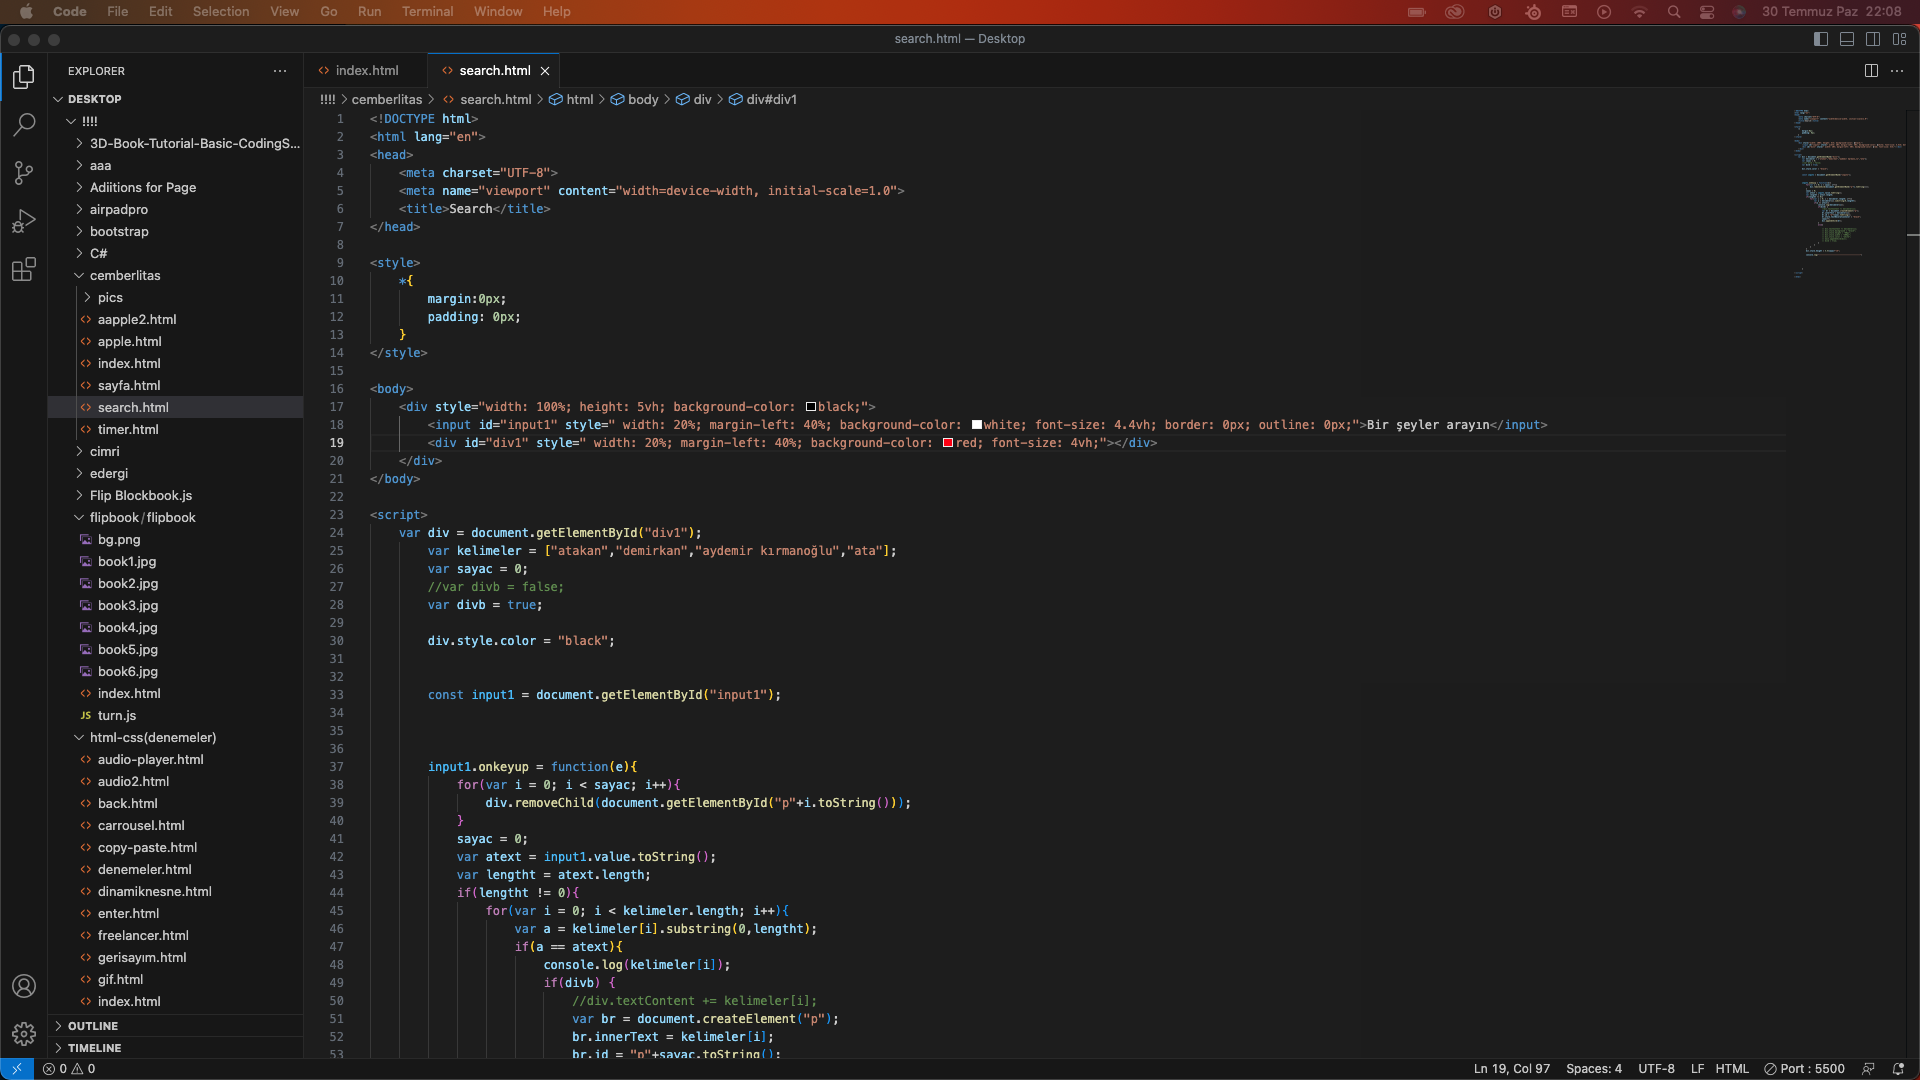 Code File Edit Selection View Go Run Terminal Window Help 30 Temmuz Paz 22:08
search.html — Desktop
EXPLORER
DESKTOP
!!!!
3D-Book-Tutorial-Basic-CodingS...
aaa
Adiitions for Page
airpadpro
bootstrap
C#
cemberlitas
pics
aapple2.html
apple.html
index.html
sayfa.html
search.html
timer.html
cimri
edergi
Flip Blockbook.js
flipbook/flipbook
bg.png
book1.jpg
book2.jpg
book3.jpg
book4.jpg
book5.jpg
book6.jpg
index.html
JS turn.js
html-css(denemeler)
audio-player.html
audio2.html
back.html
carrousel.html
copy-paste.html
denemeler.html
dinamiknesne.html
enter.html
freelancer.html
gerisayım.html
gif.html
index.html
OUTLINE
TIMELINE
index.html search.html
!!!! > cemberlitas > search.html > html > body > div > div#div1
1 <!DOCTYPE html>
2 <html lang="en">
3 <head>
4 <meta charset="UTF-8">
5 <meta name="viewport" content="width=device-width, initial-scale=1.0">
6 <title>Search</title>
7 </head>
8
9 <style>
10 *{
11 margin:0px;
12 padding: 0px;
13 }
14 </style>
15
16 <body>
17 <div style="width: 100%; height: 5vh; background-color: black;">
18 <input id="input1" style=" width: 20%; margin-left: 40%; background-color: white; font-size: 4.4vh; border: 0px; outline: 0px;">Bir şeyler arayın</input>
19 <div id="div1" style=" width: 20%; margin-left: 40%; background-color: red; font-size: 4vh;"></div>
20 </div>
21 </body>
22
23 <script>
24 var div = document.getElementById("div1");
25 var kelimeler = ["atakan","demirkan","aydemir kırmanoğlu","ata"];
26 var sayac = 0;
27 //var divb = false;
28 var divb = true;
29
30 div.style.color = "black";
31
32
33 const input1 = document.getElementById("input1");
34
35
36
37 input1.onkeyup = function(e){
38 for(var i = 0; i < sayac; i++){
39 div.removeChild(document.getElementById("p"+i.toString()));
40 }
41 sayac = 0;
42 var atext = input1.value.toString();
43 var lengtht = atext.length;
44 if(lengtht != 0){
45 for(var i = 0; i < kelimeler.length; i++){
46 var a = kelimeler[i].substring(0,lengtht);
47 if(a == atext){
48 console.log(kelimeler[i]);
49 if(divb) {
50 //div.textContent += kelimeler[i];
51 var br = document.createElement("p");
52 br.innerText = kelimeler[i];
53 br.id = "p"+sayac.toString();
0 0 Ln 19, Col 97 Spaces: 4 UTF-8 LF HTML Port : 5500